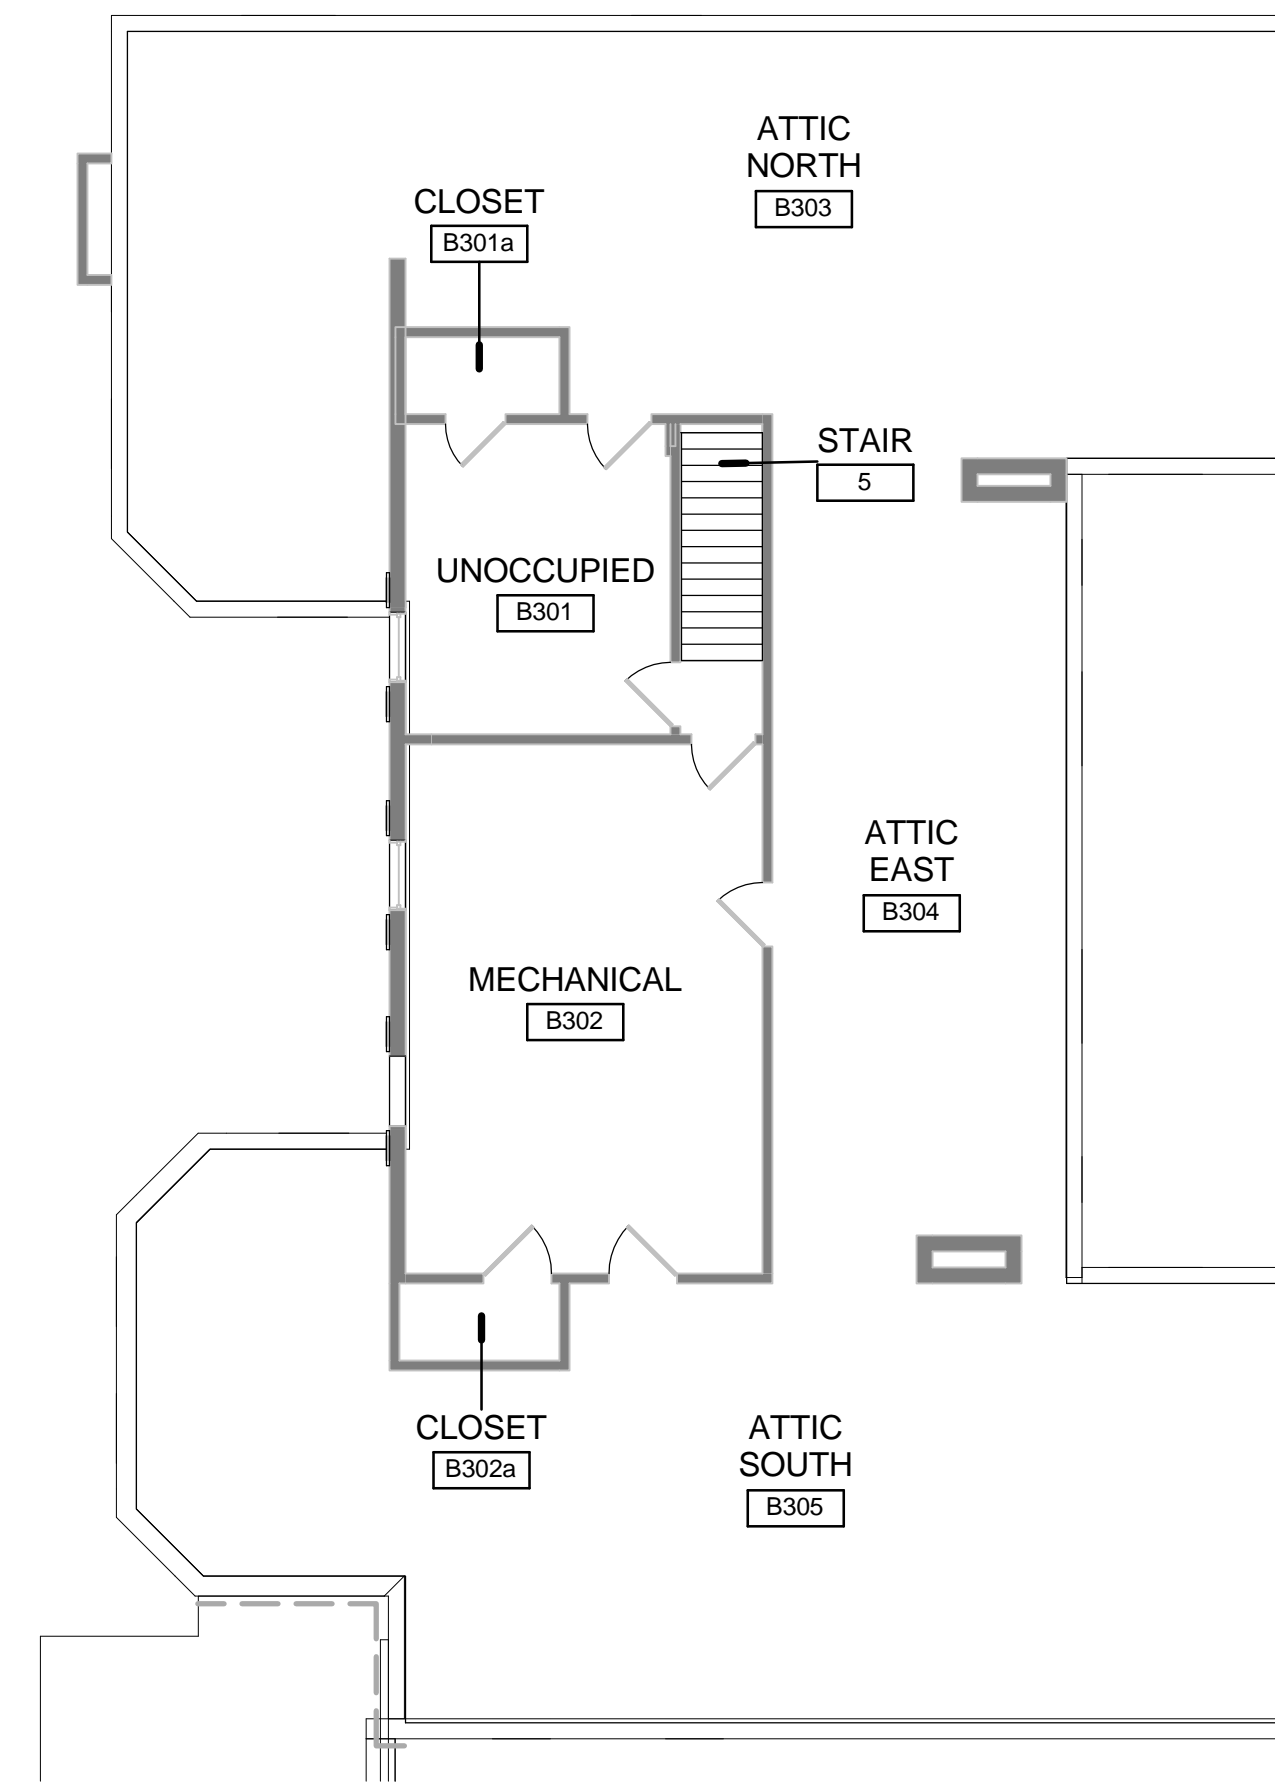 ATTIC
NORTH
B303
CLOSET
B301a
STAIR
5
UNOCCUPIED
B301
ATTIC
EAST
B304
MECHANICAL
B302
CLOSET
B302a
ATTIC
SOUTH
B305